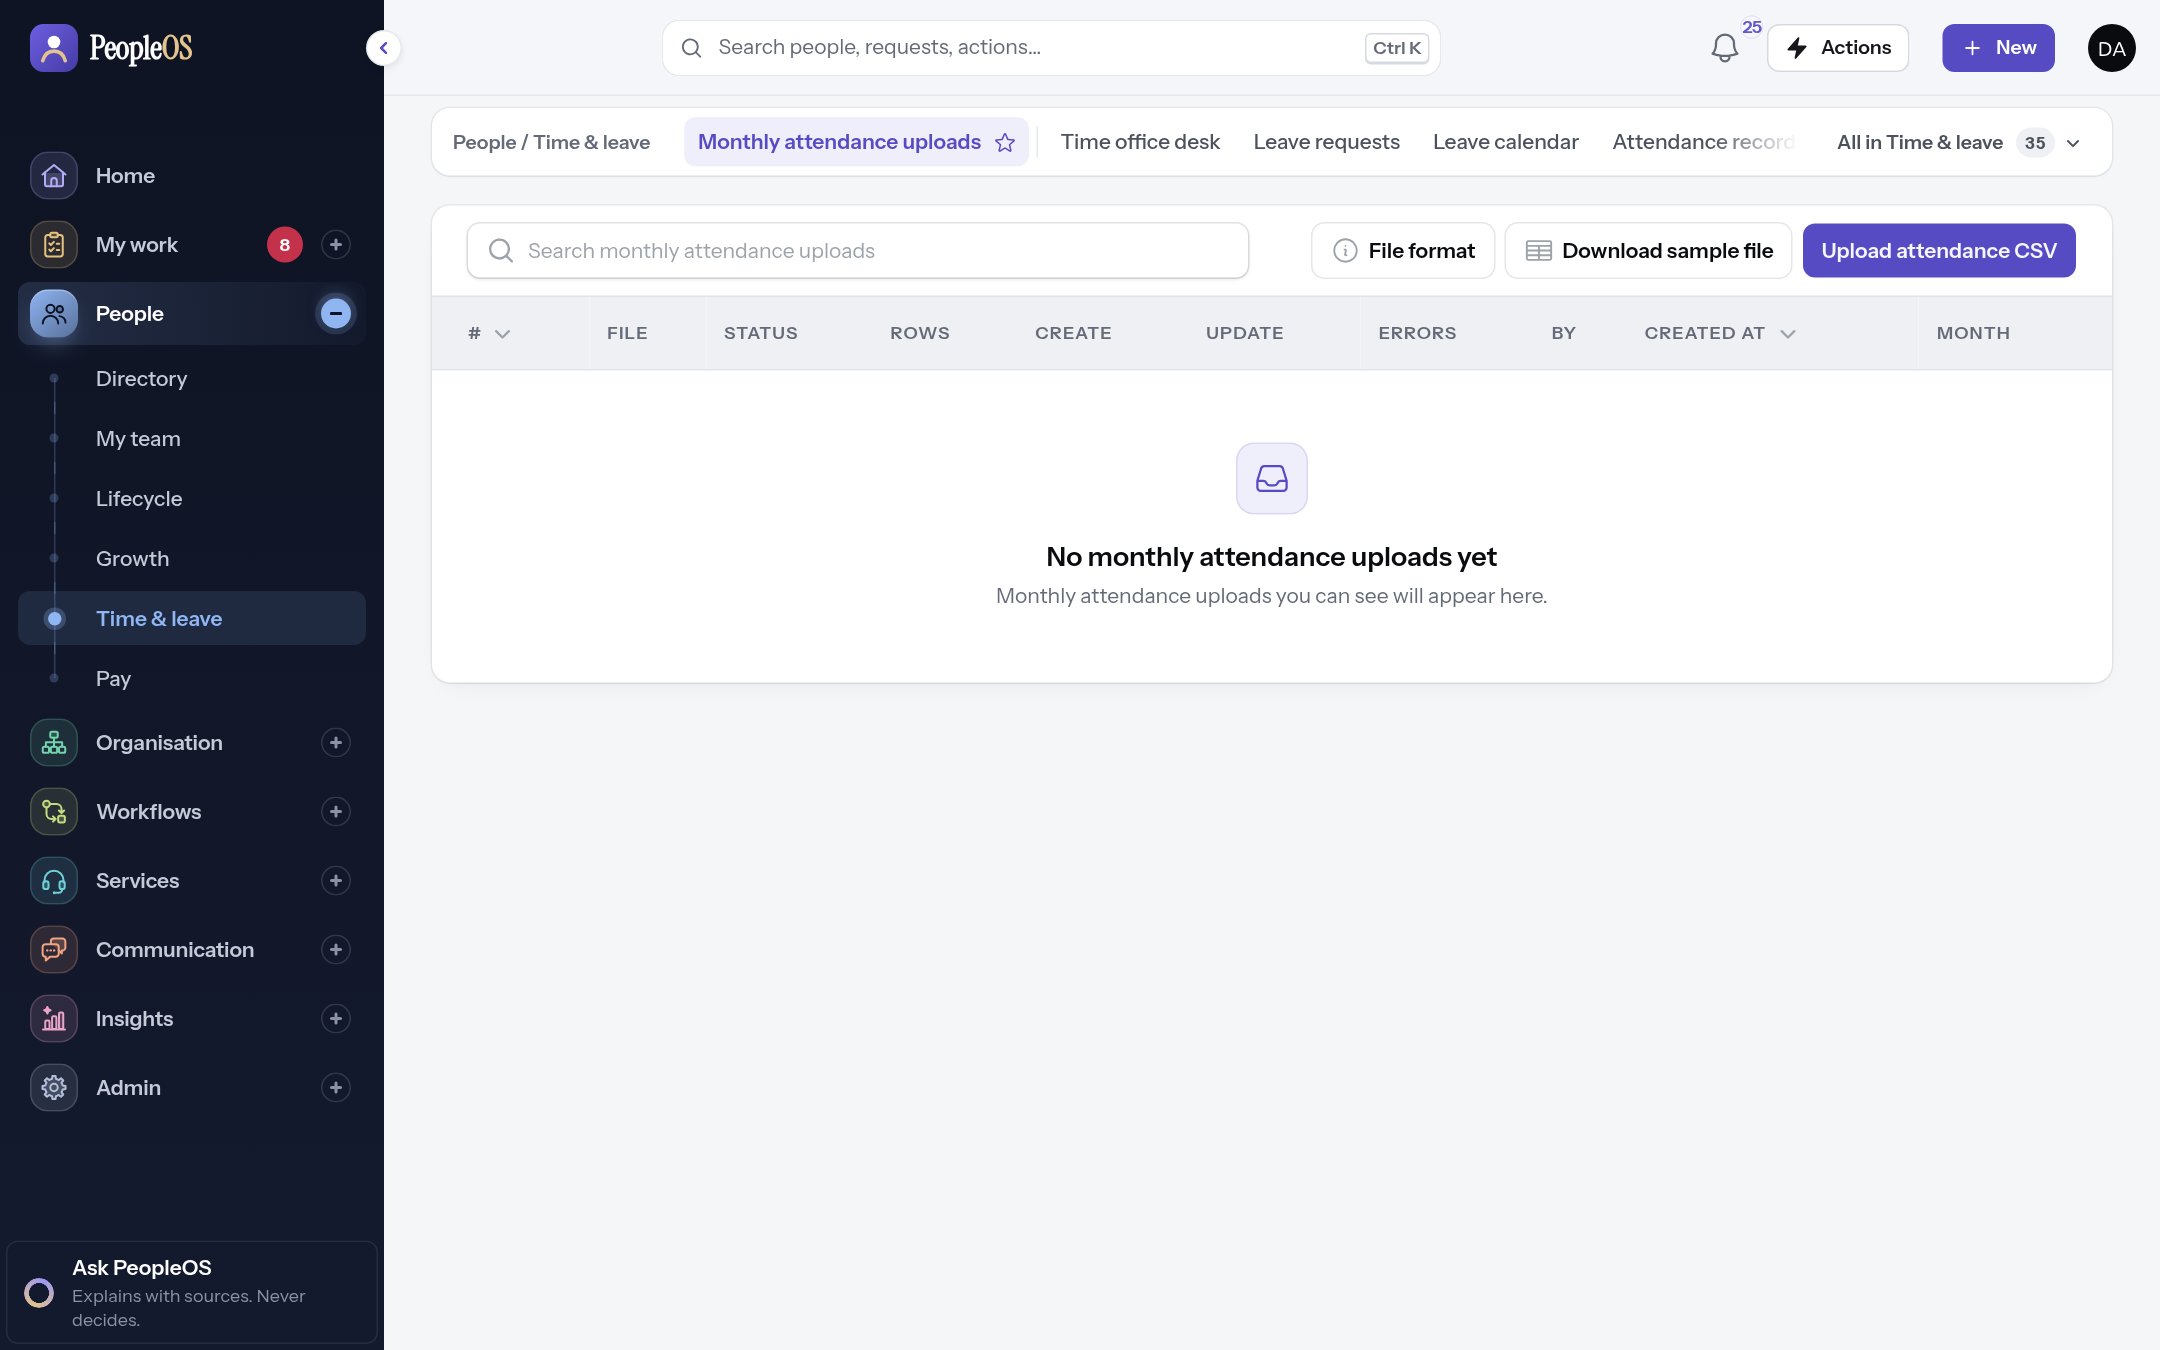 PeopleOS
Search people, requests, actions...
Ctrl K
25
Actions
New
DA
Home
My work
8
People
Directory
My team
Lifecycle
Growth
Time & leave
Pay
Organisation
Workflows
Services
Communication
Insights
Admin
Ask PeopleOS
Explains with sources. Never
decides.
People / Time & leave
Monthly attendance uploads
Time office desk
Leave requests
Leave calendar
Attendance record
All in Time & leave
35
Search monthly attendance uploads
File format
Download sample file
Upload attendance CSV
# FILE STATUS ROWS CREATE UPDATE ERRORS BY CREATED AT MONTH
No monthly attendance uploads yet
Monthly attendance uploads you can see will appear here.